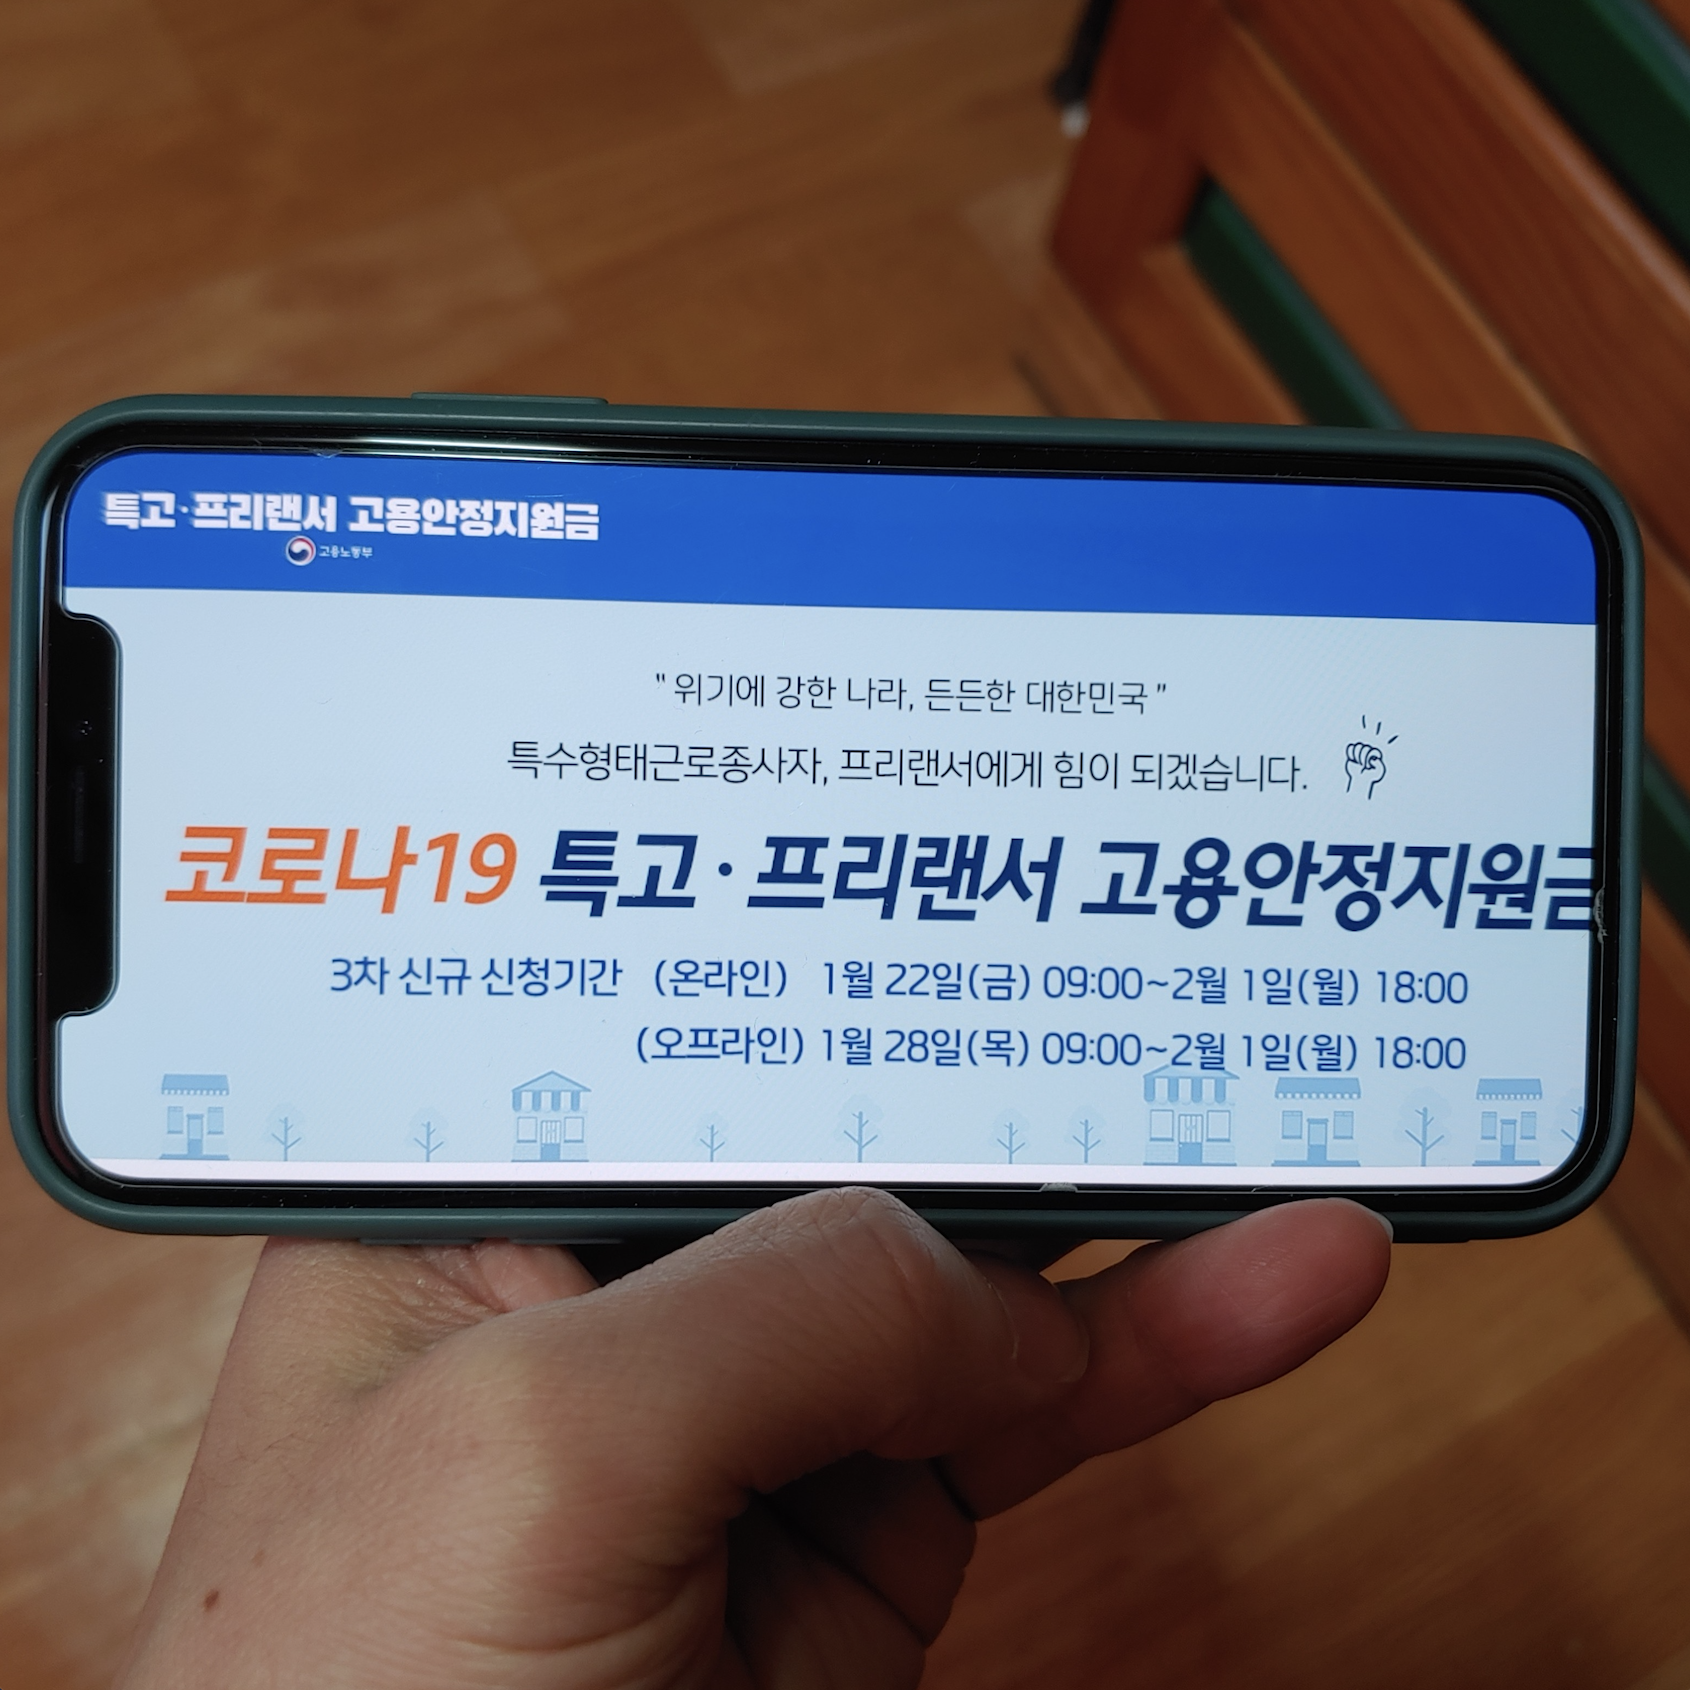 특고·프리랜서 고용안정지원금
고용노동부
" 위기에 강한 나라, 든든한 대한민국 "
특수형태근로종사자, 프리랜서에게 힘이 되겠습니다.
코로나19 특고·프리랜서 고용안정지원금
3차 신규 신청기간 (온라인) 1월 22일(금) 09:00~2월 1일(월) 18:00
(오프라인) 1월 28일(목) 09:00~2월 1일(월) 18:00